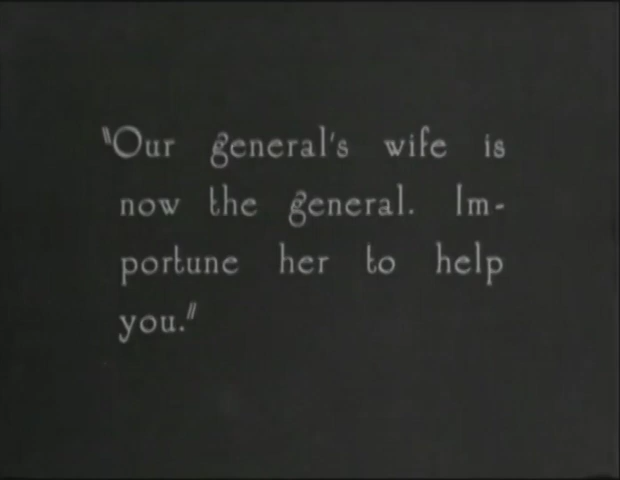 "Our general's wife is
now the general. Im-
portune her to help
you."